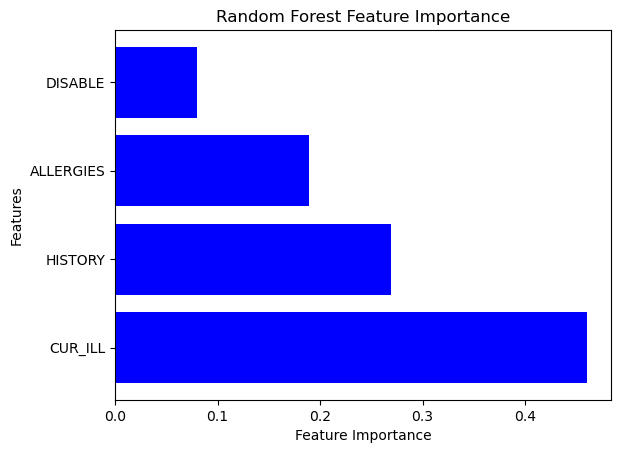 Random Forest Feature Importance
DISABLE
ALLERGIES
HISTORY
CUR_ILL
Features
0.0 0.1 0.2 0.3 0.4
Feature Importance